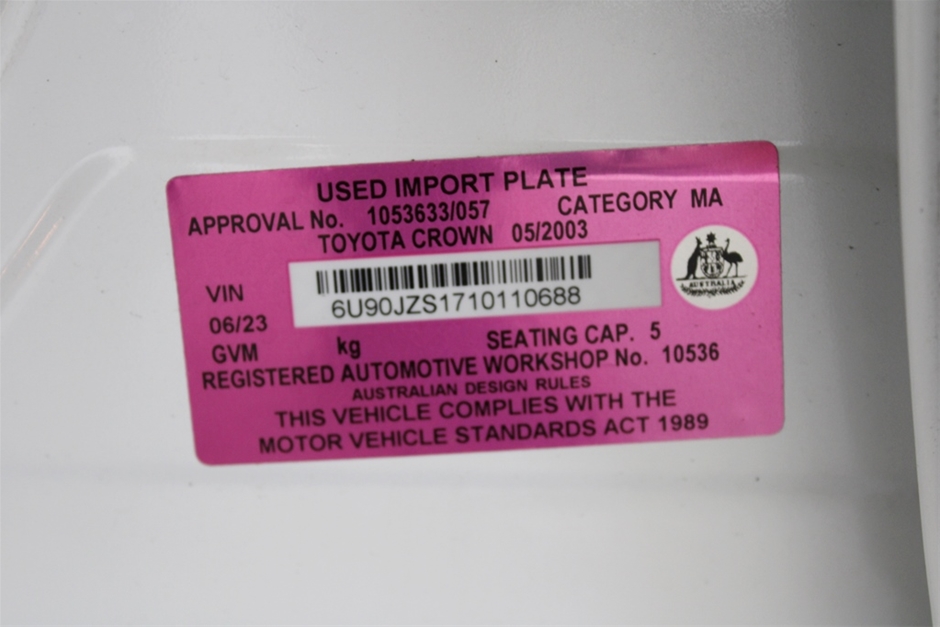 USED IMPORT PLATE
APPROVAL No. 1053633/057 CATEGORY MA
TOYOTA CROWN 05/2003
VIN 6U90JZS1710110688
06/23
AUSTRALIA
GVM kg SEATING CAP. 5
REGISTERED AUTOMOTIVE WORKSHOP No. 10536
AUSTRALIAN DESIGN RULES
THIS VEHICLE COMPLIES WITH THE
MOTOR VEHICLE STANDARDS ACT 1989